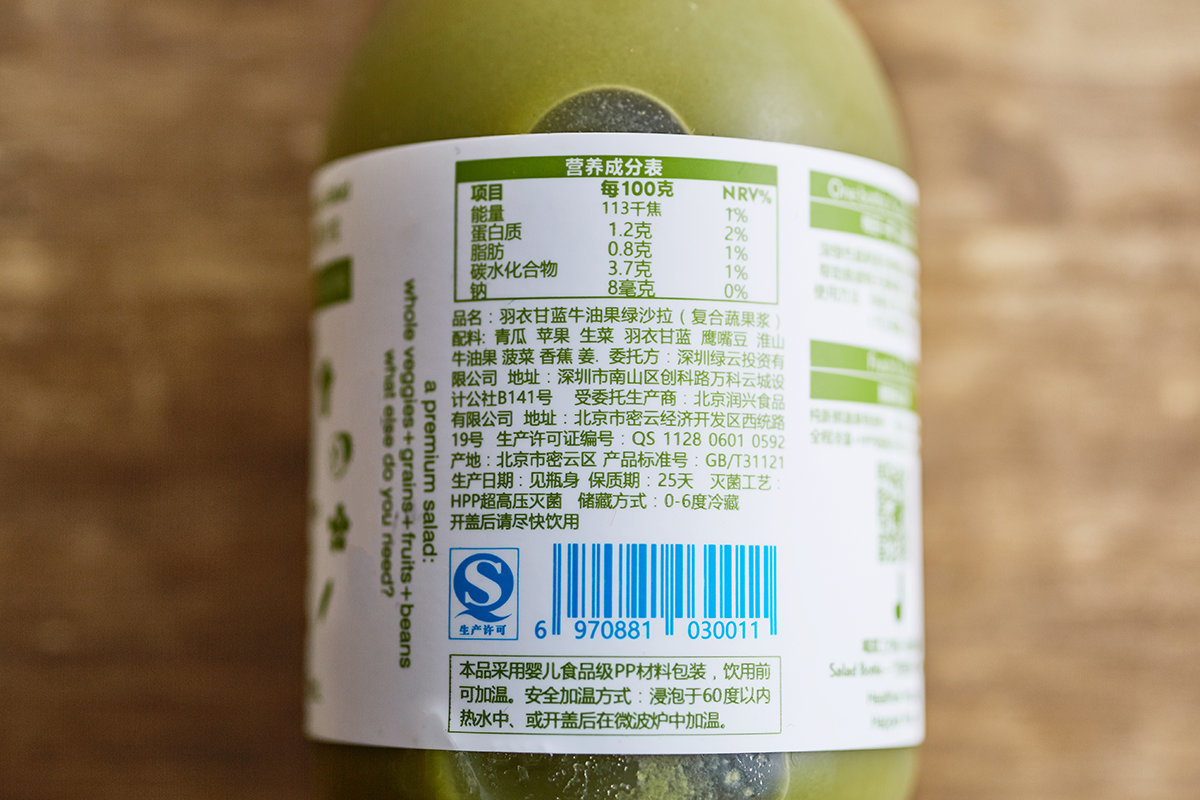 营养成分表
项目 每100克 NRV%
能量 113千焦 1%
蛋白质 1.2克 2%
脂肪 0.8克 1%
碳水化合物 3.7克 1%
钠 8毫克 0%
品名：羽衣甘蓝牛油果绿沙拉（复合蔬果浆）
配料: 青瓜 苹果 生菜 羽衣甘蓝 鹰嘴豆 淮山
牛油果 菠菜 香蕉 姜. 委托方：深圳绿云投资有
限公司 地址：深圳市南山区创科路万科云城设
计公社B141号 受委托生产商：北京润兴食品
有限公司 地址：北京市密云经济开发区西统路
19号 生产许可证编号：QS 1128 0601 0592
产地：北京市密云区 产品标准号：GB/T31121
生产日期：见瓶身 保质期：25天 灭菌工艺：
HPP超高压灭菌 储藏方式：0-6度冷藏
开盖后请尽快饮用
生产许可
6 970881 030011
本品采用婴儿食品级PP材料包装，饮用前
可加温。安全加温方式：浸泡于60度以内
热水中、或开盖后在微波炉中加温。
a premium salad:
whole veggies+grains+fruits+beans
what else do you need?
使用方法
Salad Bottle